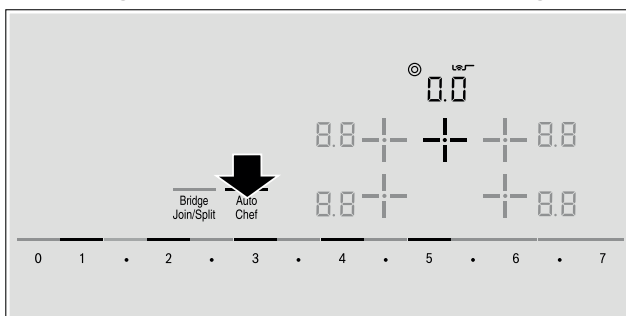 0.0
8.8 8.8
Bridge Join/Split
Auto Chef
8.8 8.8
0 1 • 2 • 3 • 4 • 5 • 6 • 7